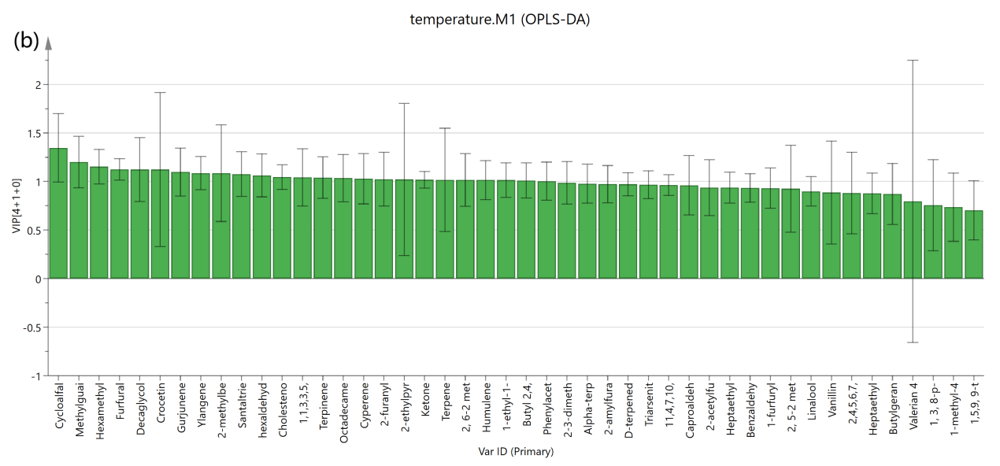 temperature.M1 (OPLS-DA)
(b)
VIP[4+1+0]
2
1.5
1
0.5
0
-0.5
-1
Cycloalfal
Methylguai
Hexamethyl
Furfural
Decaglycol
Crocetin
Gurjunene
Ylangene
2-methylbe
Santaltrie
hexaldehyd
Cholesteno
1,1,3,3,5,
Terpinene
Octadecame
Cyperene
2-furanyl
2-ethylpyr
Ketone
Terpene
2, 6-2 met
Humulene
1-ethyl-1-
Butyl 2,4,
Phenylacet
2-3-dimeth
Alpha-terp
2-amylfura
D-terpened
Triarsenit
11,4,7,10,
Caproaldeh
2-acetylfu
Heptaethyl
Benzaldehy
1-furfuryl
2, 5-2 met
Linalool
Vanillin
2,4,5,6,7,
Heptaethyl
Butylgeran
Valerian 4
1, 3, 8-p-
1-methyl-4
1,5,9, 9-t
Var ID (Primary)